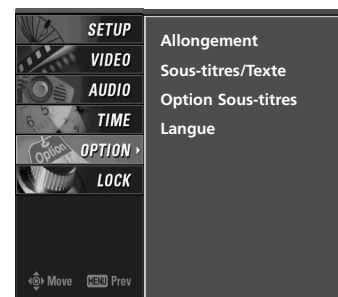 SETUP
VIDEO
AUDIO
TIME
OPTION
LOCK
Move MENU Prev
Allongement
Sous-titres/Texte
Option Sous-titres
Langue